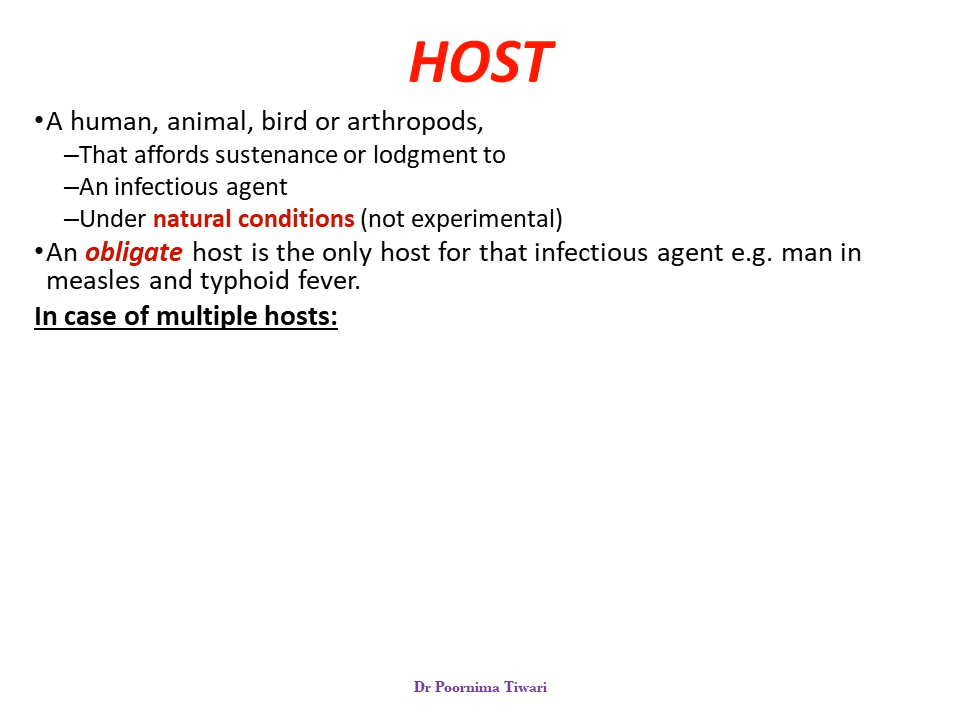 HOST
•A human, animal, bird or arthropods,
–That affords sustenance or lodgment to
–An infectious agent
–Under natural conditions (not experimental)
•An obligate host is the only host for that infectious agent e.g. man in
measles and typhoid fever.
In case of multiple hosts:
Dr Poornima Tiwari